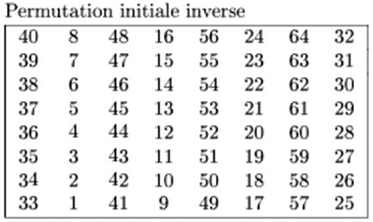 Permutation initiale inverse
40 8 48 16 56 24 64 32
39 7 47 15 55 23 63 31
38 6 46 14 54 22 62 30
37 5 45 13 53 21 61 29
36 4 44 12 52 20 60 28
35 3 43 11 51 19 59 27
34 2 42 10 50 18 58 26
33 1 41 9 49 17 57 25